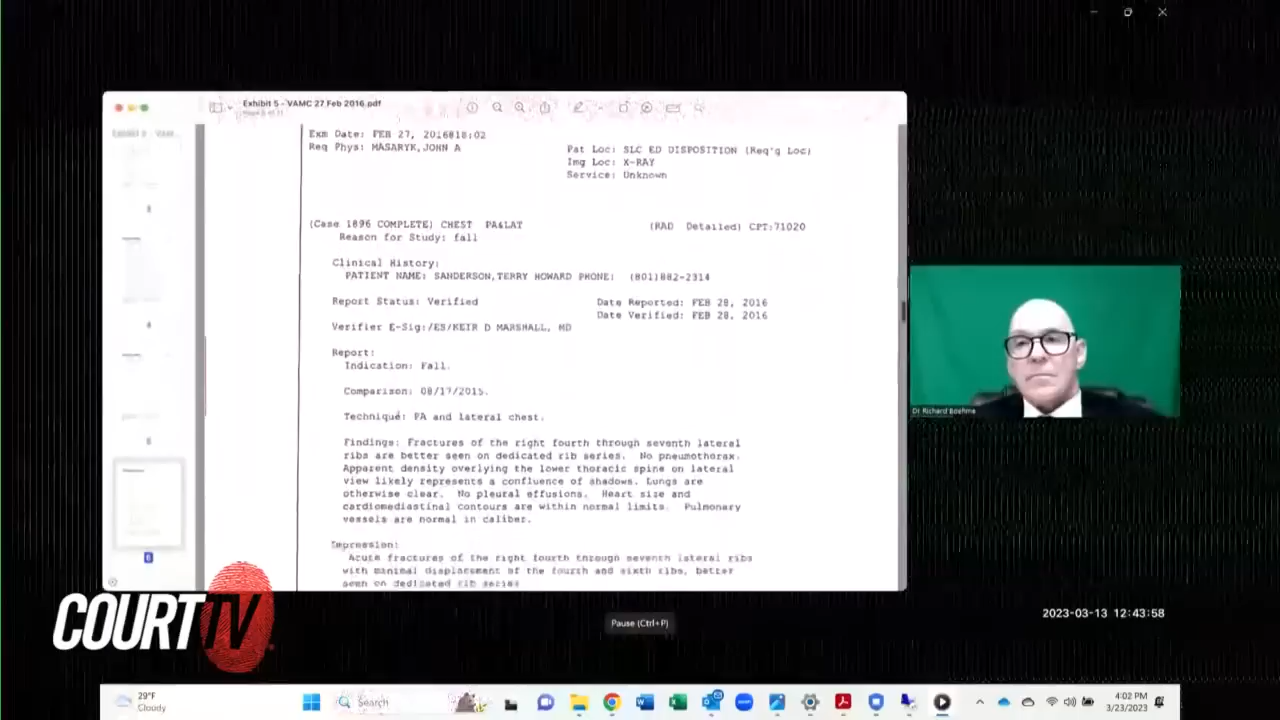 Exhibit 5 - VAMC 27 Feb 2016.pdf
Exm Date: FEB 27, 2016@18:02
Req Phys: MASARYK,JOHN A
Pat Loc: SLC ED DISPOSITION (Req'g Loc)
Img Loc: X-RAY
Service: Unknown
(Case 1896 COMPLETE) CHEST PA&LAT (RAD Detailed) CPT:71020
Reason for Study: fall
Clinical History:
PATIENT NAME: SANDERSON,TERRY HOWARD PHONE: (801)882-2314
Report Status: Verified Date Reported: FEB 28, 2016
Date Verified: FEB 28, 2016
Verifier E-Sig:/ES/KEIR D MARSHALL, MD
Report:
Indication: Fall.
Comparison: 08/17/2015.
Technique: PA and lateral chest.
Findings: Fractures of the right fourth through seventh lateral
ribs are better seen on dedicated rib series. No pneumothorax.
Apparent density overlying the lower thoracic spine on lateral
view likely represents a confluence of shadows. Lungs are
otherwise clear. No pleural effusions. Heart size and
cardiomediastinal contours are within normal limits. Pulmonary
vessels are normal in caliber.
Impression:
Acute fractures of the right fourth through seventh lateral ribs
with minimal displacement of the fourth and sixth ribs, better
seen on dedicated rib series
3
4
6
Dr Richard Boehme
COURT TV
Pause (Ctrl+P)
2023-03-13 12:43:58
29°F
Cloudy
Search
4:02 PM
3/23/2023